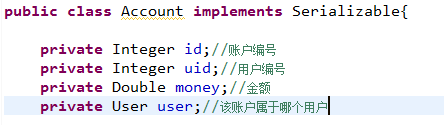 public class Account implements Serializable{
private Integer id;//账户编号
private Integer uid;//用户编号
private Double money;//金额
private User user;//该账户属于哪个用户